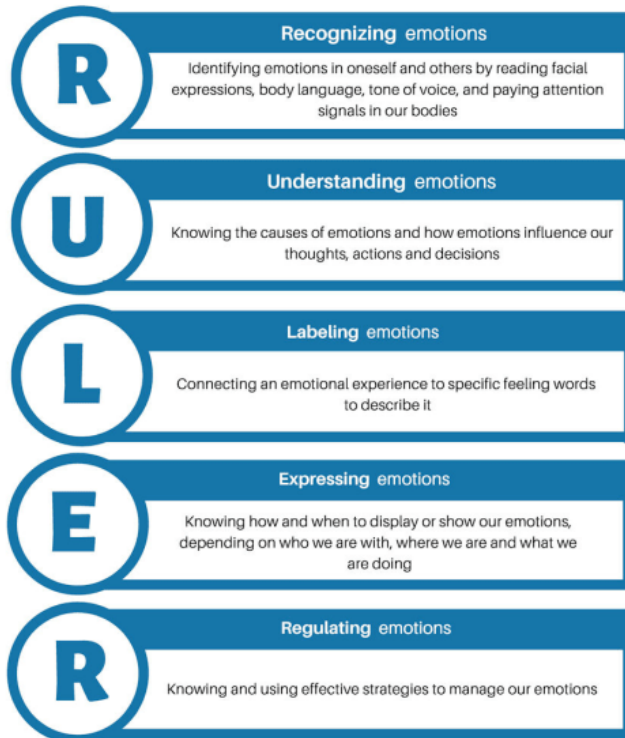 R
Recognizing emotions
Identifying emotions in oneself and others by reading facial
expressions, body language, tone of voice, and paying attention
signals in our bodies
U
Understanding emotions
Knowing the causes of emotions and how emotions influence our
thoughts, actions and decisions
L
Labeling emotions
Connecting an emotional experience to specific feeling words
to describe it
E
Expressing emotions
Knowing how and when to display or show our emotions,
depending on who we are with, where we are and what we
are doing
R
Regulating emotions
Knowing and using effective strategies to manage our emotions